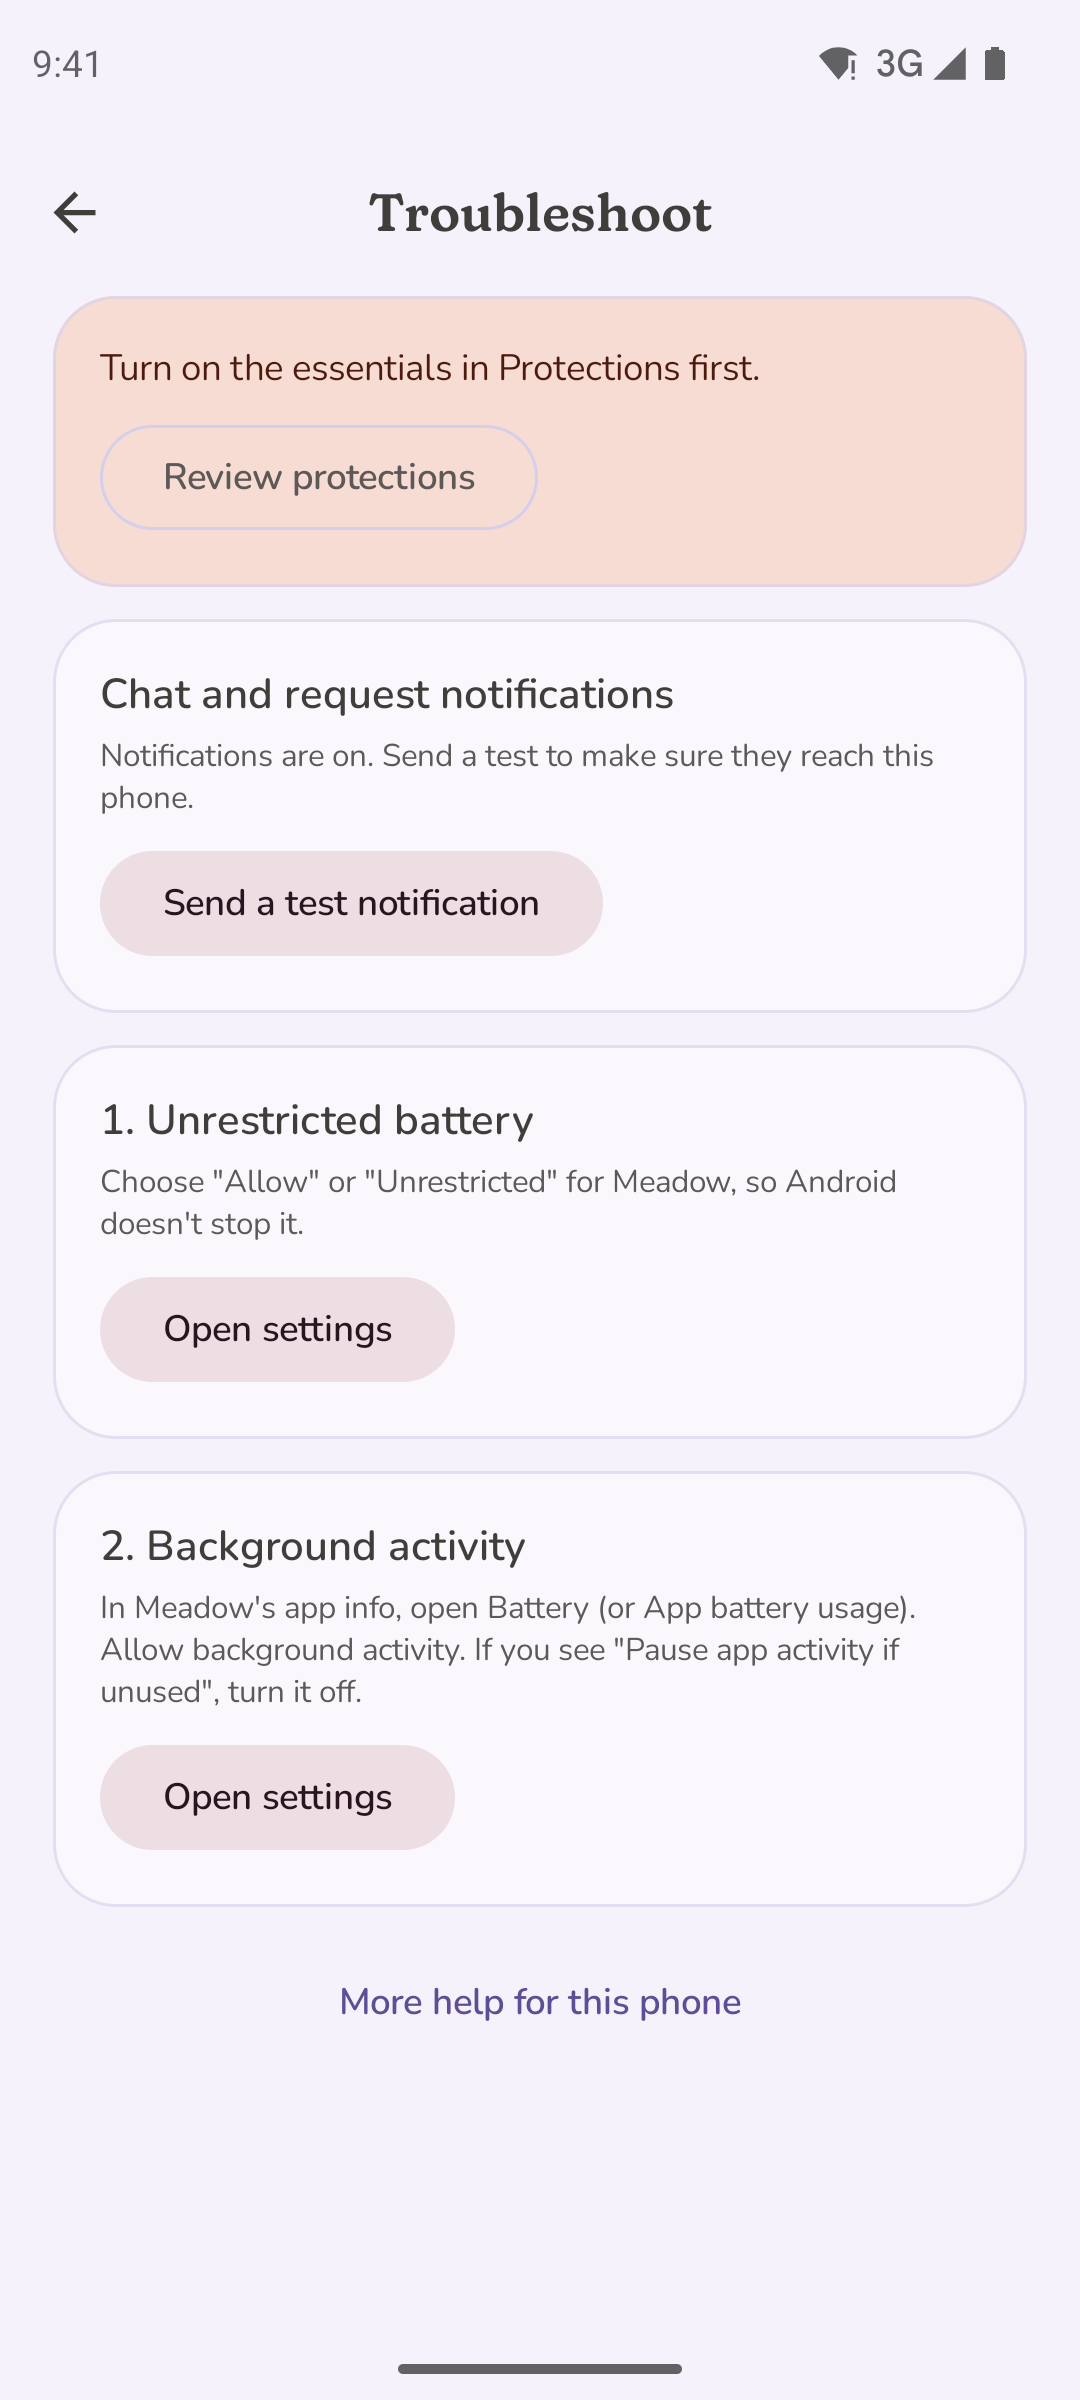 9:41
3G
Troubleshoot
Turn on the essentials in Protections first.
Review protections
Chat and request notifications
Notifications are on. Send a test to make sure they reach this
phone.
Send a test notification
1. Unrestricted battery
Choose "Allow" or "Unrestricted" for Meadow, so Android
doesn't stop it.
Open settings
2. Background activity
In Meadow's app info, open Battery (or App battery usage).
Allow background activity. If you see "Pause app activity if
unused", turn it off.
Open settings
More help for this phone